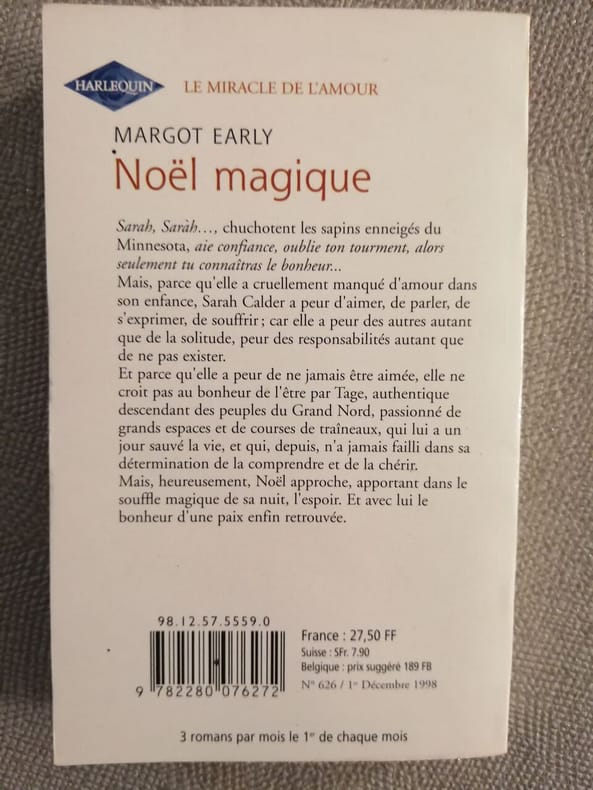 HARLEQUIN
LE MIRACLE DE L'AMOUR
MARGOT EARLY
Noël magique
Sarah, Saràh…, chuchotent les sapins enneigés du
Minnesota, aie confiance, oublie ton tourment, alors
seulement tu connaîtras le bonheur...
Mais, parce qu'elle a cruellement manqué d'amour dans
son enfance, Sarah Calder a peur d'aimer, de parler, de
s'exprimer, de souffrir ; car elle a peur des autres autant
que de la solitude, peur des responsabilités autant que
de ne pas exister.
Et parce qu'elle a peur de ne jamais être aimée, elle ne
croit pas au bonheur de l'être par Tage, authentique
descendant des peuples du Grand Nord, passionné de
grands espaces et de courses de traîneaux, qui lui a un
jour sauvé la vie, et qui, depuis, n'a jamais failli dans sa
détermination de la comprendre et de la chérir.
Mais, heureusement, Noël approche, apportant dans le
souffle magique de sa nuit, l'espoir. Et avec lui le
bonheur d'une paix enfin retrouvée.
98.12.57.5559.0
9 782280 076272
France : 27,50 FF
Suisse : SFr. 7.90
Belgique : prix suggéré 189 FB
N° 626 / 1er Décembre 1998
3 romans par mois le 1er de chaque mois